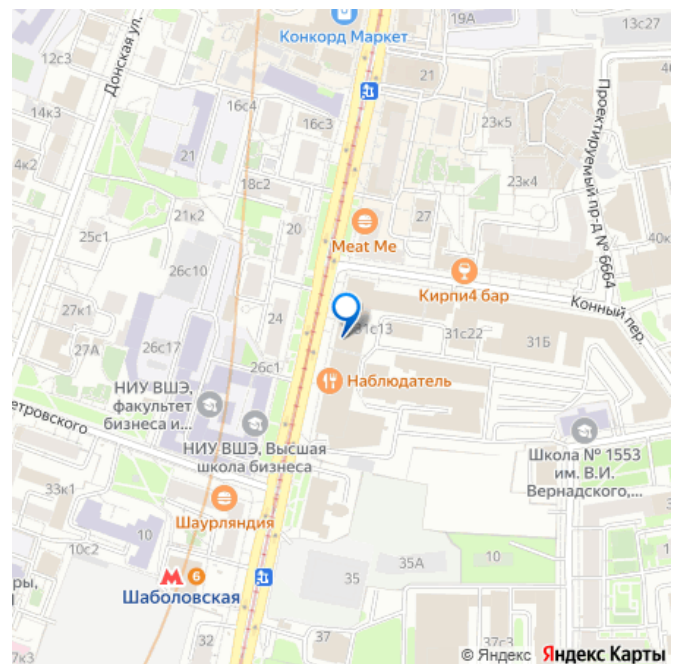 19А
13с27
Конкорд Маркет
Донская ул.
12с3
21
4
16с4
14к3
16с3
23к5
Проектируемый пр-д № 6664
4к2
21
18с2
23к4
21к2
20
27
25с1
Meat Me
40к
26с10
Кирпи4 бар
Конный пер.
27к1
24
31с13
31с22
31Б
27А
26с17
26с1
Наблюдатель
НИУ ВШЭ,
факультет
бизнеса и...
етровского
НИУ ВШЭ, Высшая
школа бизнеса
Школа № 1553
им. В.И.
Вернадского,...
33к1
Шаурляндия
10
10с2
35А
10
35
6
ры,
Шаболовская
32
37
37с3
7к3
© Яндекс Яндекс Карты